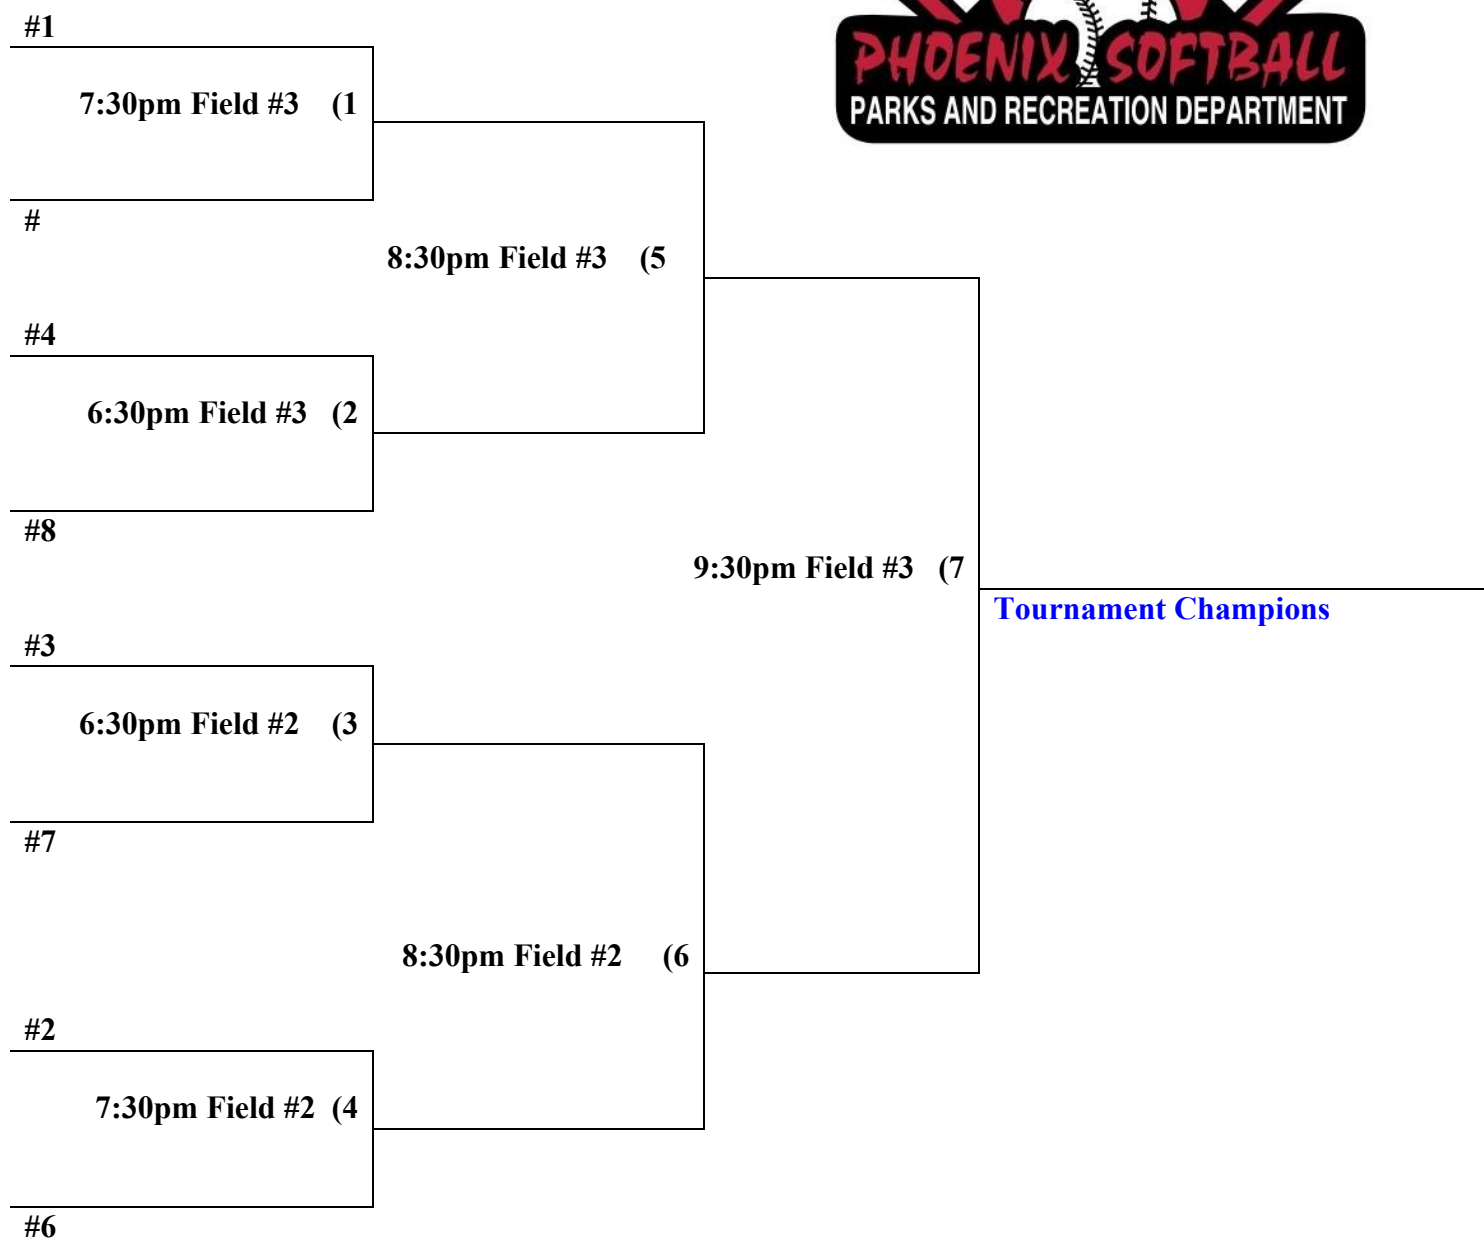 #1
PHOENIX SOFTBALL
PARKS AND RECREATION DEPARTMENT
7:30pm Field #3 (1
#
8:30pm Field #3 (5
#4
6:30pm Field #3 (2
#8
9:30pm Field #3 (7
Tournament Champions
#3
6:30pm Field #2 (3
#7
8:30pm Field #2 (6
#2
7:30pm Field #2 (4
#6